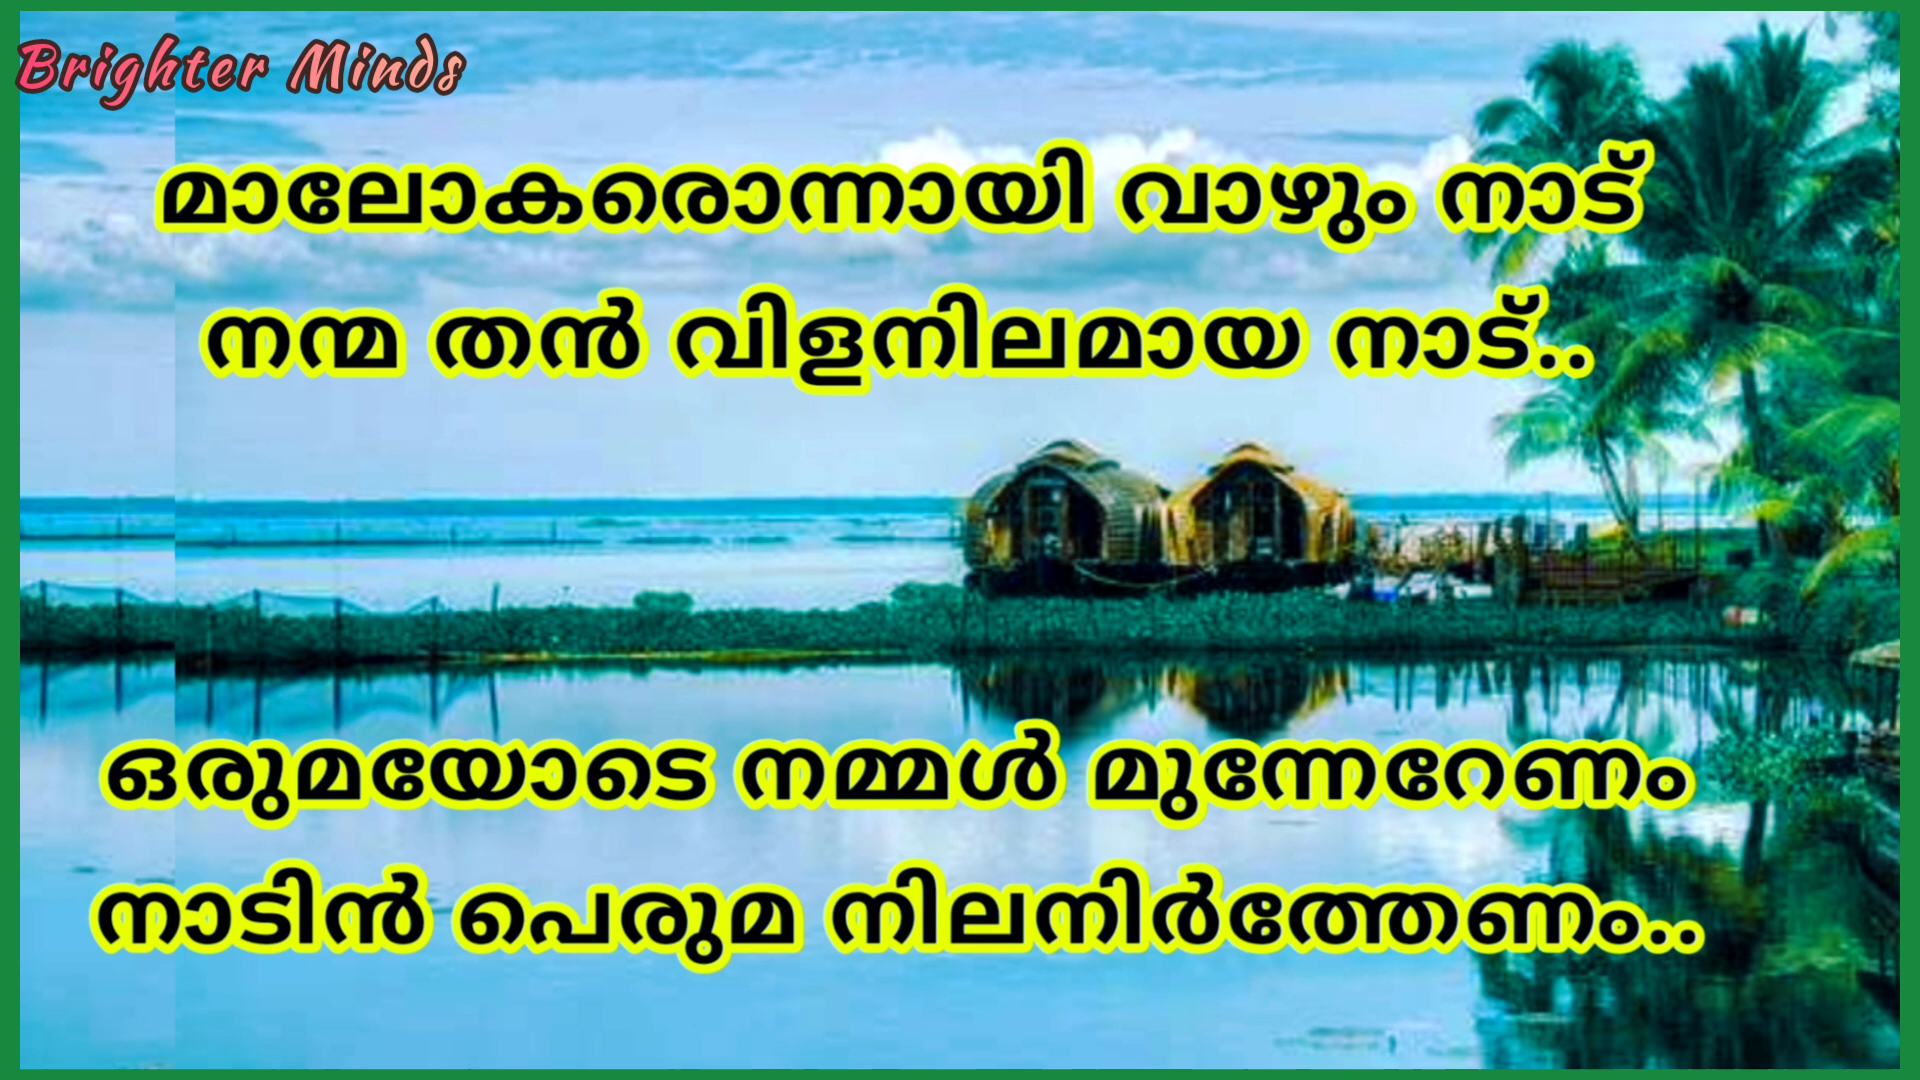 Brighter Minds
മാലോകരൊന്നായി വാഴും നാട്
നന്മ തൻ വിളനിലമായ നാട്..
ഒരുമയോടെ നമ്മൾ മുന്നേറേണം
നാടിൻ പെരുമ നിലനിർത്തേണം..